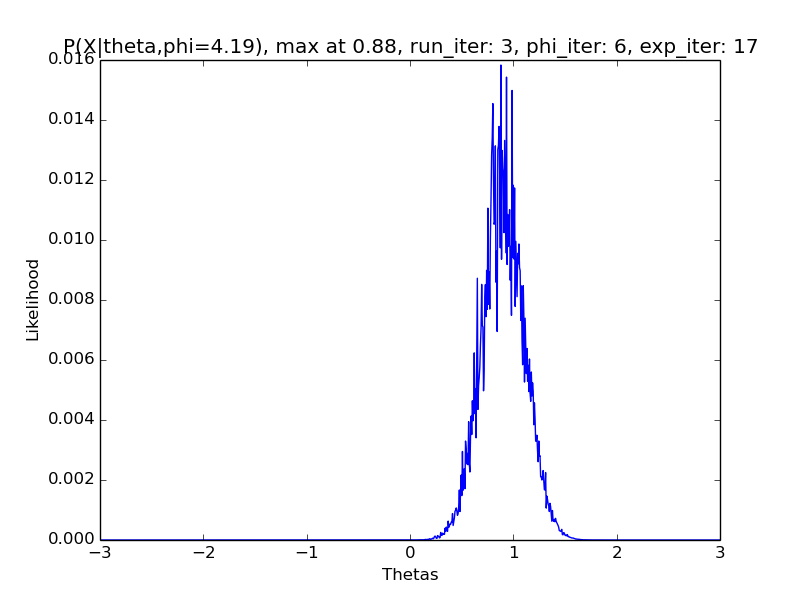 P(X|theta,phi=4.19), max at 0.88, run_iter: 3, phi_iter: 6, exp_iter: 17
0.016
0.014
0.012
0.010
0.008
0.006
0.004
0.002
0.000
Likelihood
−3 −2 −1 0 1 2 3
Thetas